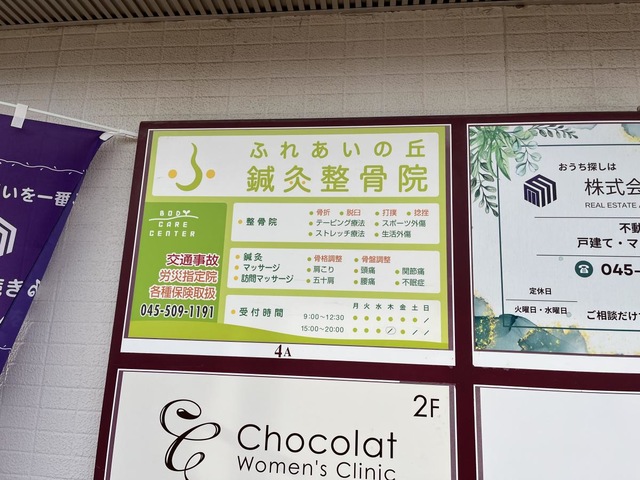 ふれあいの丘
鍼灸整骨院
BODY
CARE
CENTER
交通事故
労災指定院
各種保険取扱
045-509-1191
整骨院
骨折 脱臼 打撲 捻挫
テーピング療法 スポーツ外傷
ストレッチ療法 生活外傷
鍼灸
マッサージ
訪問マッサージ
骨格調整 骨盤調整
肩こり 頭痛 関節痛
五十肩 腰痛 不眠症
受付時間
月 火 水 木 金 土 日
9:00~12:30 ● ● ● ● ● ● /
15:00~20:00 ● ● ● / ● / /
4A
おうち探しは
株式会
REAL ESTATE
不動
戸建て・マ
045-
定休日
火曜日・水曜日
ご相談だけ
2F
Chocolat
Women's Clinic
いを一番